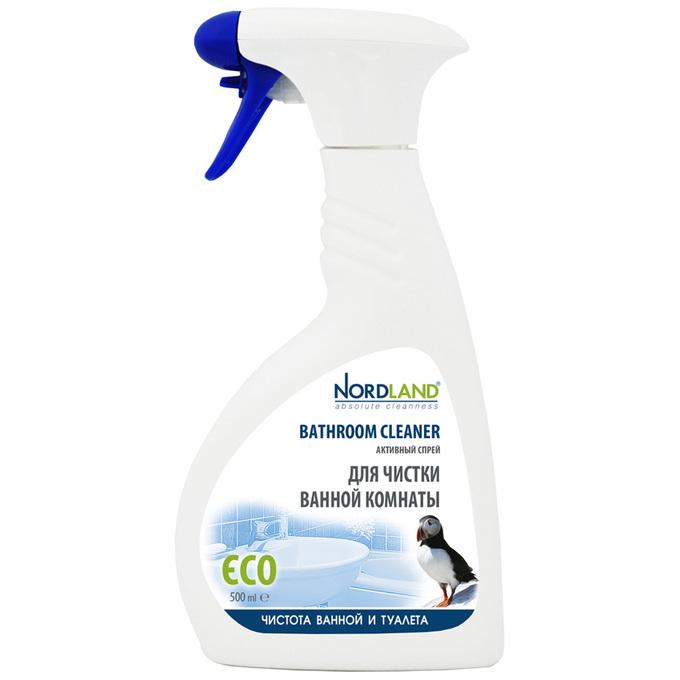 NORDLAND®
absolute cleanness
BATHROOM CLEANER
АКТИВНЫЙ СПРЕЙ
ДЛЯ ЧИСТКИ
ВАННОЙ КОМНАТЫ
ECO
500 ml ℮
ЧИСТОТА ВАННОЙ И ТУАЛЕТА